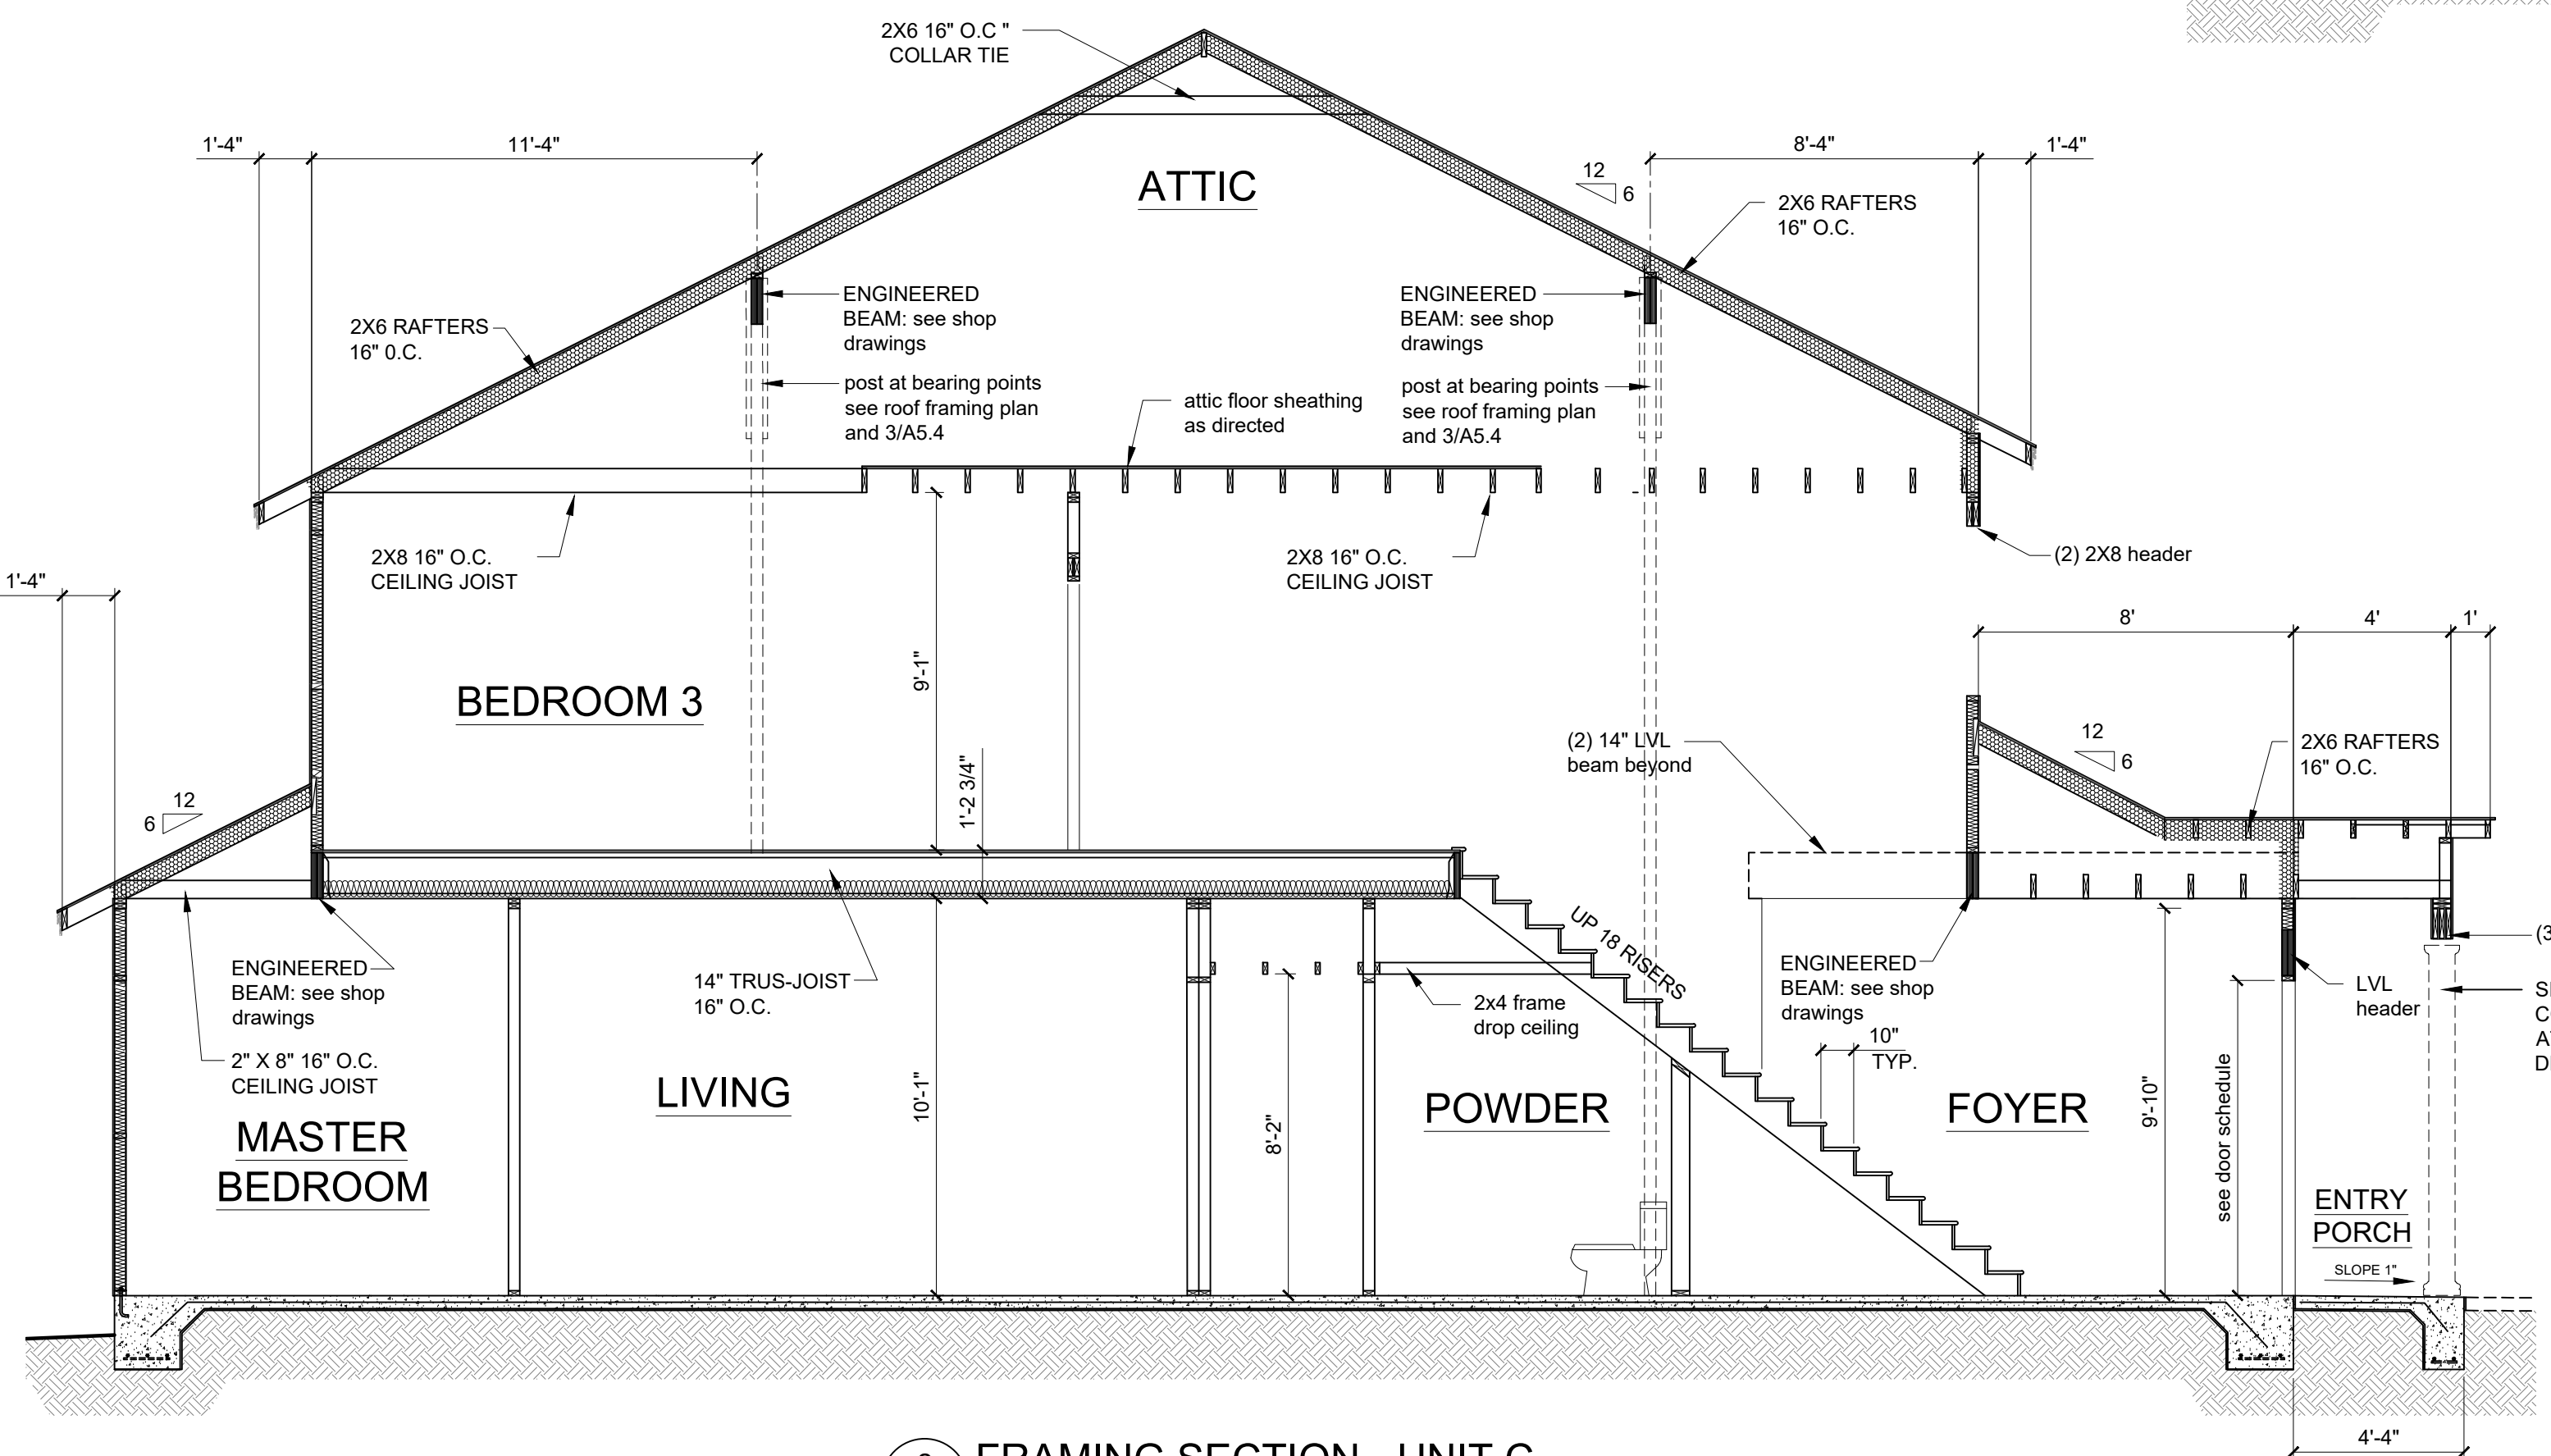 2X6 16" O.C "
COLLAR TIE
1'-4"
11'-4"
8'-4"
1'-4"
ATTIC
12
6
2X6 RAFTERS
16" O.C.
2X6 RAFTERS
16" 0.C.
ENGINEERED
BEAM: see shop
drawings
post at bearing points
see roof framing plan
and 3/A5.4
attic floor sheathing
as directed
ENGINEERED
BEAM: see shop
drawings
post at bearing points
see roof framing plan
and 3/A5.4
2X8 16" O.C.
CEILING JOIST
2X8 16" O.C.
CEILING JOIST
(2) 2X8 header
1'-4"
8'
4'
1'
9'-1"
BEDROOM 3
(2) 14" LVL
beam beyond
12
6
2X6 RAFTERS
16" O.C.
1'-2 3/4"
12
6
UP 18 RISERS
ENGINEERED
BEAM: see shop
drawings
2" X 8" 16" O.C.
CEILING JOIST
14" TRUS-JOIST
16" O.C.
2x4 frame
drop ceiling
ENGINEERED
BEAM: see shop
drawings
10"
TYP.
LVL
header
(3
10'-1"
8'-2"
9'-10"
see door schedule
MASTER
BEDROOM
LIVING
POWDER
FOYER
ENTRY
PORCH
SLOPE 1"
4'-4"
FRAMING SECTION - UNIT C